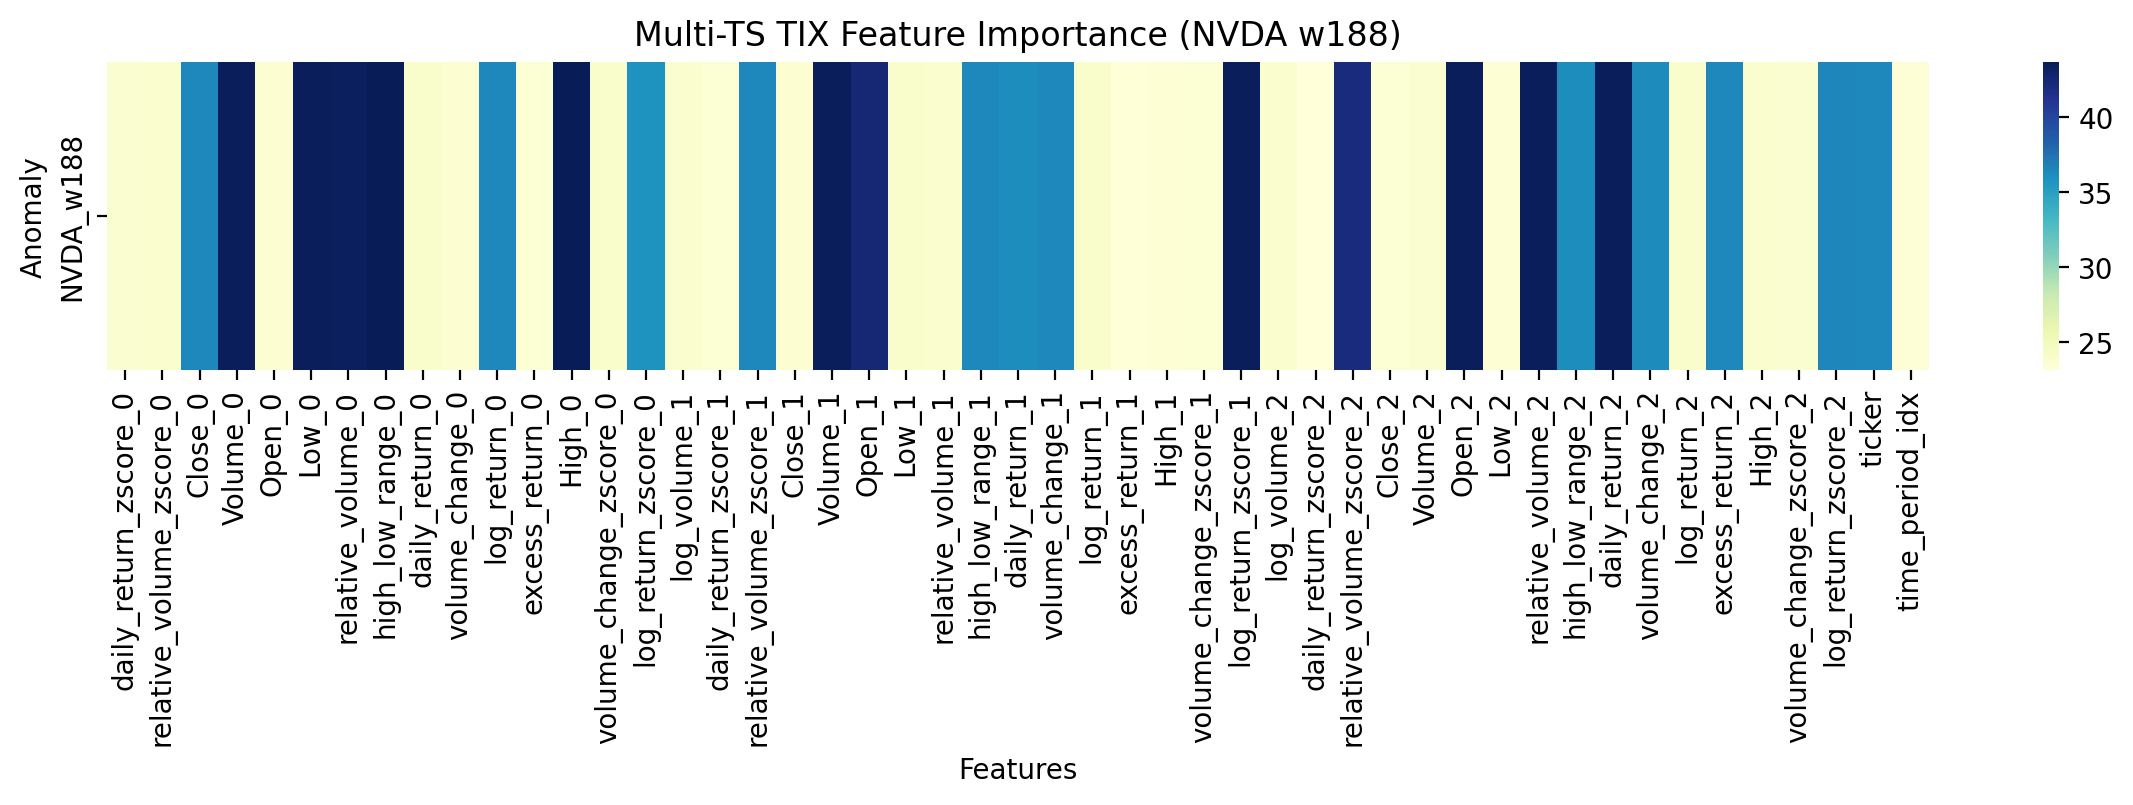 Multi-TS TIX Feature Importance (NVDA w188)
Anomaly
NVDA_w188
40
35
30
25
daily_return_zscore_0
relative_volume_zscore_0
Close_0
Volume_0
Open_0
Low_0
relative_volume_0
high_low_range_0
daily_return_0
volume_change_0
log_return_0
excess_return_0
High_0
volume_change_zscore_0
log_return_zscore_0
log_volume_1
daily_return_zscore_1
relative_volume_zscore_1
Close_1
Volume_1
Open_1
Low_1
relative_volume_1
high_low_range_1
daily_return_1
volume_change_1
log_return_1
excess_return_1
High_1
volume_change_zscore_1
log_return_zscore_1
log_volume_2
daily_return_zscore_2
relative_volume_zscore_2
Close_2
Volume_2
Open_2
Low_2
relative_volume_2
high_low_range_2
daily_return_2
volume_change_2
log_return_2
excess_return_2
High_2
volume_change_zscore_2
log_return_zscore_2
ticker
time_period_idx
Features